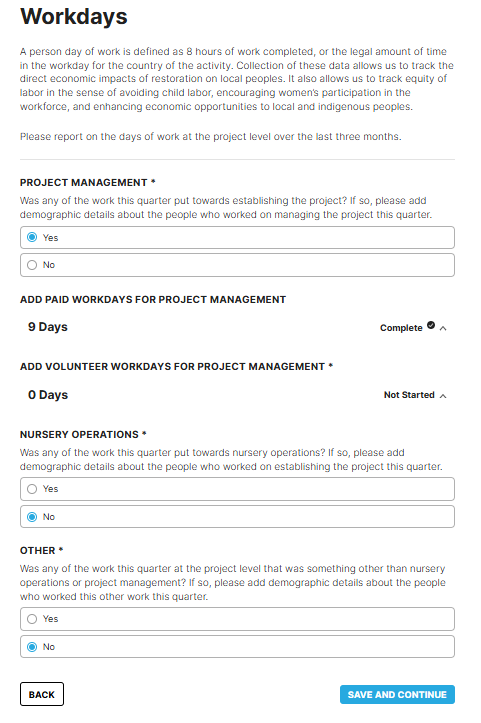 Workdays
A person day of work is defined as 8 hours of work completed, or the legal amount of time
in the workday for the country of the activity. Collection of these data allows us to track the
direct economic impacts of restoration on local peoples. It also allows us to track equity of
labor in the sense of avoiding child labor, encouraging women's participation in the
workforce, and enhancing economic opportunities to local and indigenous peoples.
Please report on the days of work at the project level over the last three months.
PROJECT MANAGEMENT *
Was any of the work this quarter put towards establishing the project? If so, please add
demographic details about the people who worked on managing the project this quarter.
Yes
No
ADD PAID WORKDAYS FOR PROJECT MANAGEMENT
9 Days Complete
ADD VOLUNTEER WORKDAYS FOR PROJECT MANAGEMENT *
0 Days Not Started
NURSERY OPERATIONS *
Was any of the work this quarter put towards nursery operations? If so, please add
demographic details about the people who worked on establishing the project this quarter.
Yes
No
OTHER *
Was any of the work this quarter at the project level that was something other than nursery
operations or project management? If so, please add demographic details about the people
who worked this other work this quarter.
Yes
No
BACK SAVE AND CONTINUE